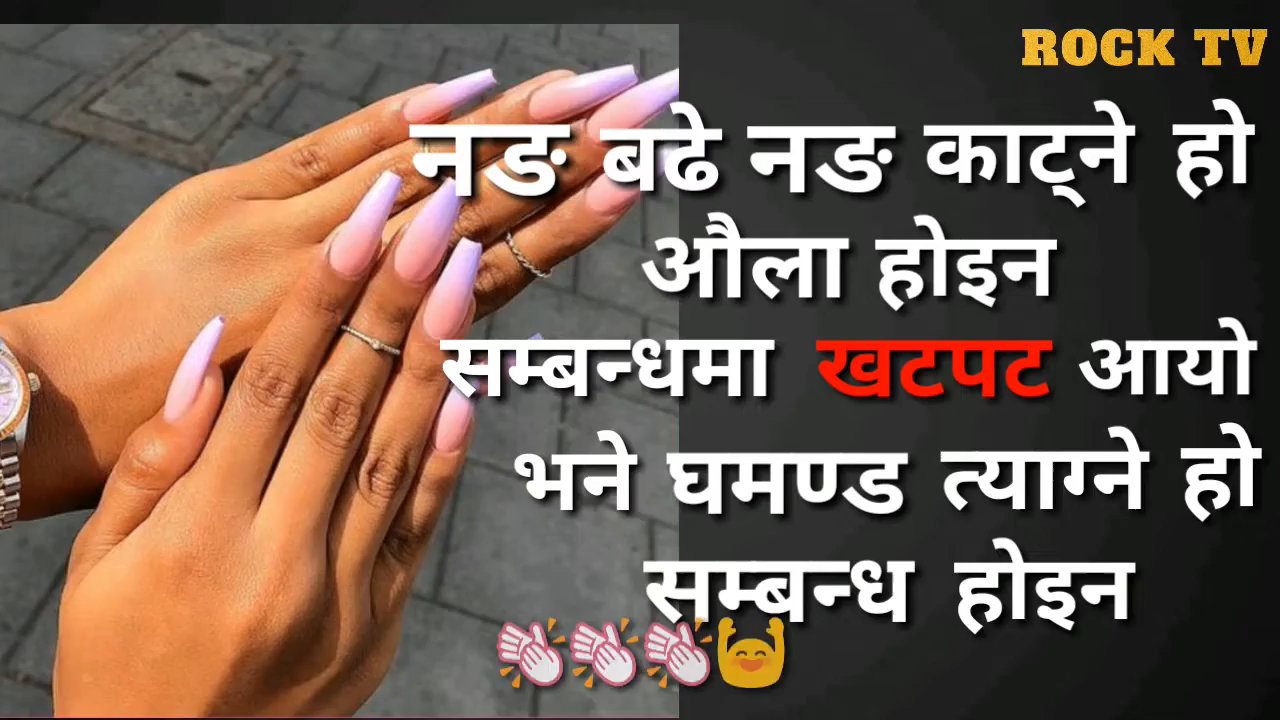 ROCK TV
नङ बढे नङ काट्ने हो
औला होइन
सम्बन्धमा खटपट आयो
भने घमण्ड त्याग्ने हो
सम्बन्ध होइन